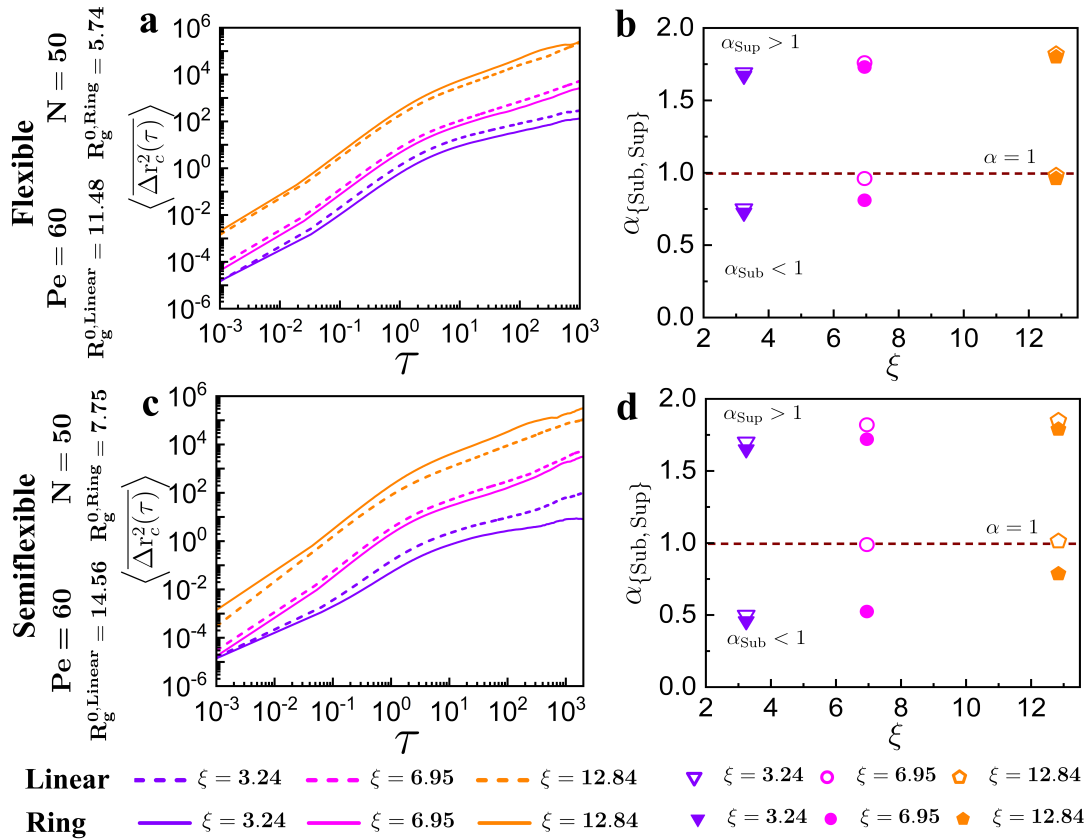 Flexible
Pe = 60 N = 50
R_g^{0,Linear} = 11.48 R_g^{0,Ring} = 5.74
a
⟨\overline{Δr_c^2(τ)}⟩
10^6
10^4
10^2
10^0
10^{-2}
10^{-4}
10^{-6}
10^{-3} 10^{-2} 10^{-1} 10^0 10^1 10^2 10^3
τ
b
α_{Sub, Sup}
2.0
1.5
1.0
0.5
0.0
α_Sup > 1
α = 1
α_Sub < 1
2 4 6 8 10 12
ξ
Semiflexible
Pe = 60 N = 50
R_g^{0,Linear} = 14.56 R_g^{0,Ring} = 7.75
c
⟨\overline{Δr_c^2(τ)}⟩
10^6
10^4
10^2
10^0
10^{-2}
10^{-4}
10^{-6}
10^{-3} 10^{-2} 10^{-1} 10^0 10^1 10^2 10^3
τ
d
α_{Sub, Sup}
2.0
1.5
1.0
0.5
0.0
α_Sup > 1
α = 1
α_Sub < 1
2 4 6 8 10 12
ξ
Linear ξ = 3.24 ξ = 6.95 ξ = 12.84 ξ = 3.24 ξ = 6.95 ξ = 12.84
Ring ξ = 3.24 ξ = 6.95 ξ = 12.84 ξ = 3.24 ξ = 6.95 ξ = 12.84